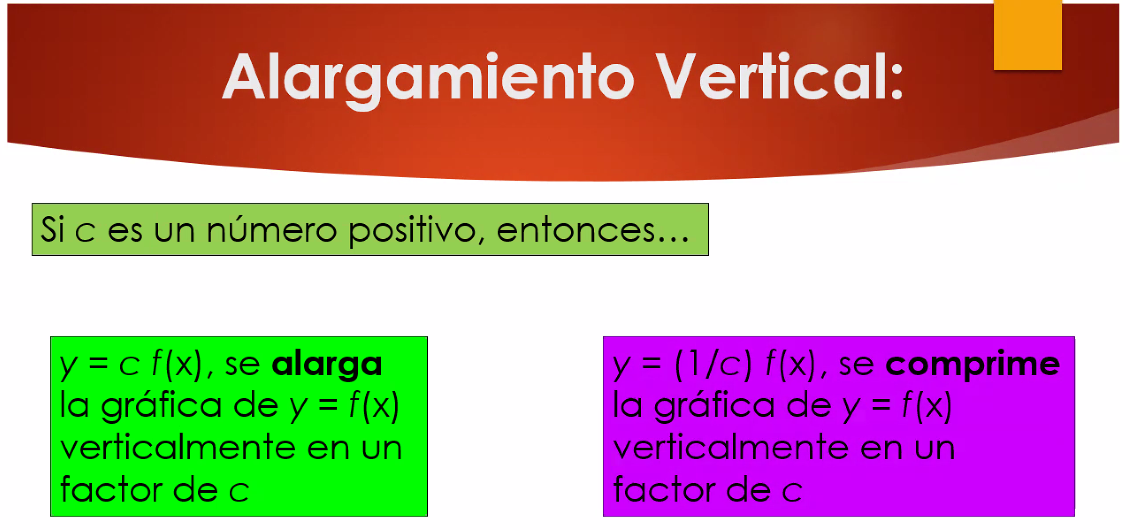 Alargamiento Vertical:
Si c es un número positivo, entonces…
y = c f(x), se alarga
la gráfica de y = f(x)
verticalmente en un
factor de c
y = (1/c) f(x), se comprime
la gráfica de y = f(x)
verticalmente en un
factor de c